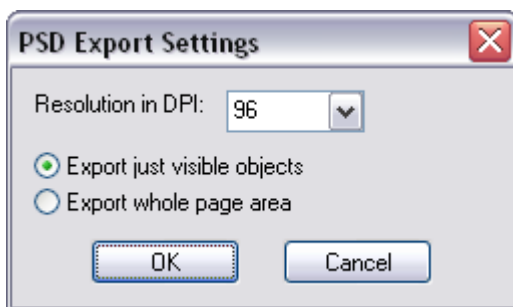 PSD Export Settings
Resolution in DPI: 96
Export just visible objects
Export whole page area
OK Cancel